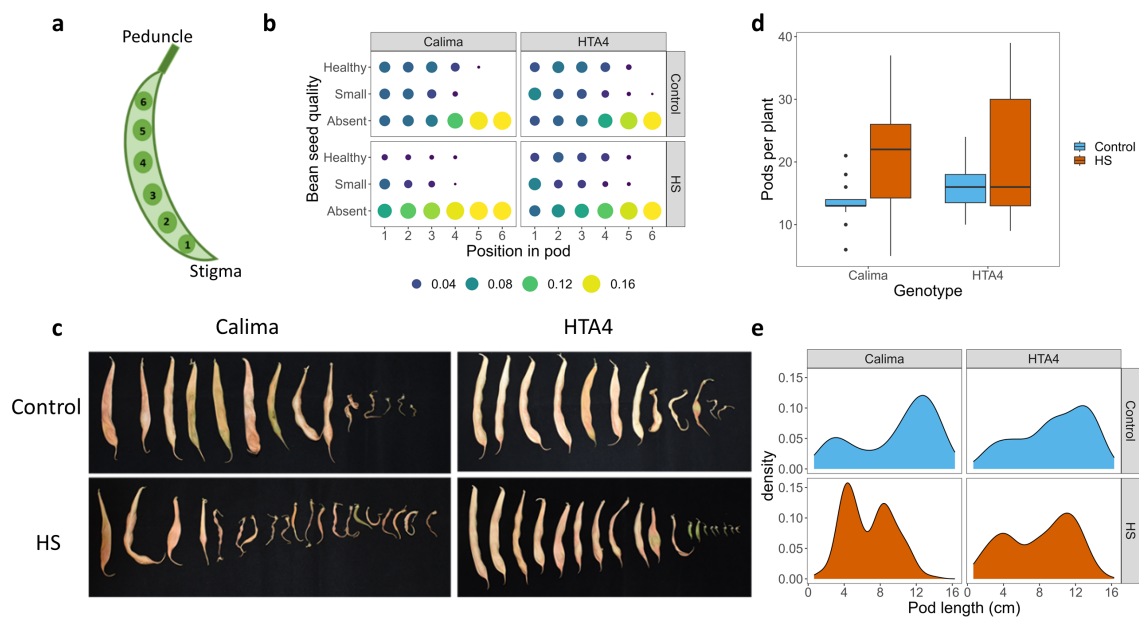 a
Peduncle
6
5
4
3
2
1
Stigma
b
Calima HTA4
Bean seed quality
Healthy
Small
Absent
Control
Healthy
Small
Absent
HS
1 2 3 4 5 6 1 2 3 4 5 6
Position in pod
0.04 0.08 0.12 0.16
c
Calima HTA4
Control
HS
d
Pods per plant
40
30
20
10
Calima HTA4
Genotype
Control
HS
e
Calima HTA4
density
0.15
0.10
0.05
0.00
Control
0.15
0.10
0.05
0.00
HS
0 4 8 12 16 0 4 8 12 16
Pod length (cm)